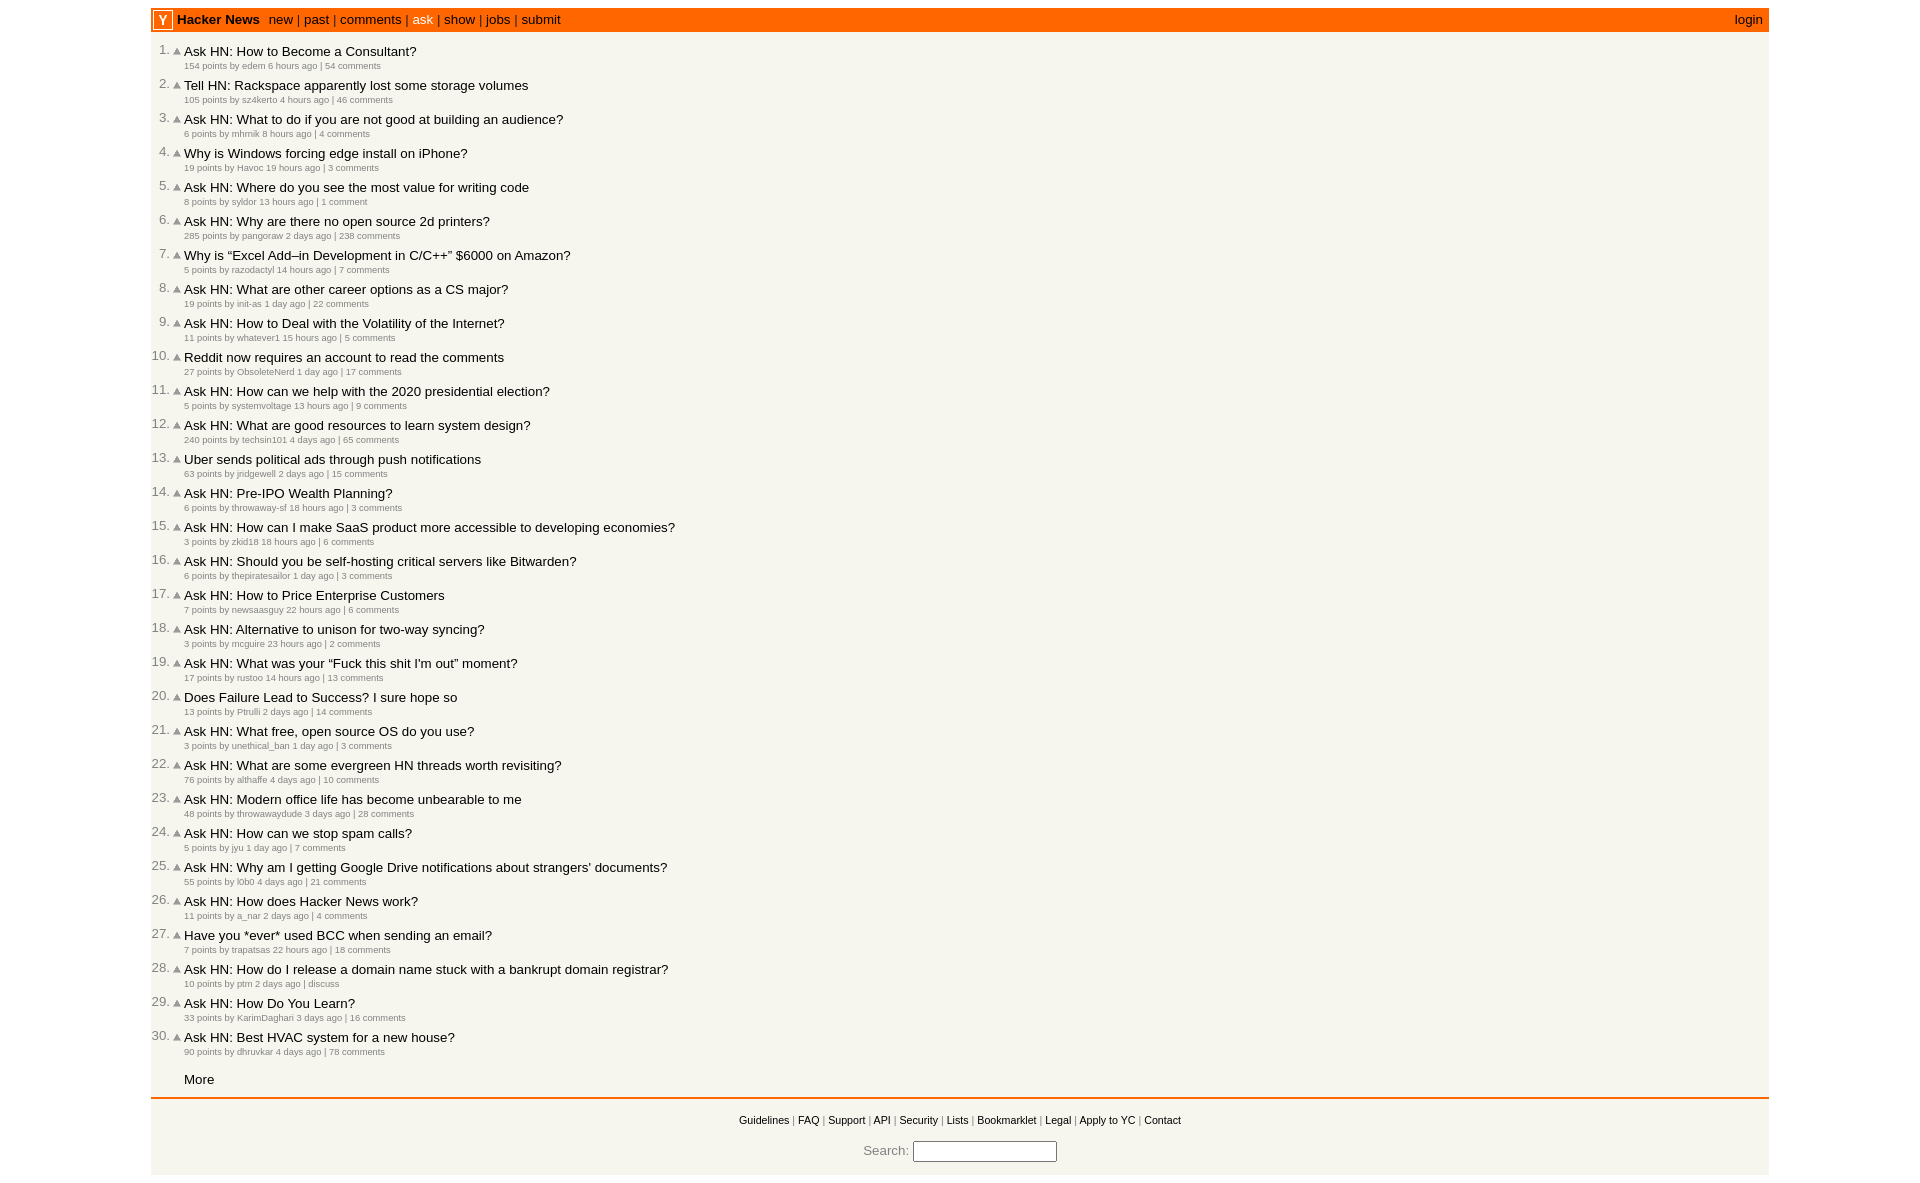 Y Hacker News new | past | comments | ask | show | jobs | submit login
1. Ask HN: How to Become a Consultant?
154 points by edem 6 hours ago | 54 comments
2. Tell HN: Rackspace apparently lost some storage volumes
105 points by sz4kerto 4 hours ago | 46 comments
3. Ask HN: What to do if you are not good at building an audience?
6 points by mhrnik 8 hours ago | 4 comments
4. Why is Windows forcing edge install on iPhone?
19 points by Havoc 19 hours ago | 3 comments
5. Ask HN: Where do you see the most value for writing code
8 points by syldor 13 hours ago | 1 comment
6. Ask HN: Why are there no open source 2d printers?
285 points by pangoraw 2 days ago | 238 comments
7. Why is “Excel Add–in Development in C/C++” $6000 on Amazon?
5 points by razodactyl 14 hours ago | 7 comments
8. Ask HN: What are other career options as a CS major?
19 points by init-as 1 day ago | 22 comments
9. Ask HN: How to Deal with the Volatility of the Internet?
11 points by whatever1 15 hours ago | 5 comments
10. Reddit now requires an account to read the comments
27 points by ObsoleteNerd 1 day ago | 17 comments
11. Ask HN: How can we help with the 2020 presidential election?
5 points by systemvoltage 13 hours ago | 9 comments
12. Ask HN: What are good resources to learn system design?
240 points by techsin101 4 days ago | 65 comments
13. Uber sends political ads through push notifications
63 points by jridgewell 2 days ago | 15 comments
14. Ask HN: Pre-IPO Wealth Planning?
6 points by throwaway-sf 18 hours ago | 3 comments
15. Ask HN: How can I make SaaS product more accessible to developing economies?
3 points by zkid18 18 hours ago | 6 comments
16. Ask HN: Should you be self-hosting critical servers like Bitwarden?
6 points by thepiratesailor 1 day ago | 3 comments
17. Ask HN: How to Price Enterprise Customers
7 points by newsaasguy 22 hours ago | 6 comments
18. Ask HN: Alternative to unison for two-way syncing?
3 points by mcguire 23 hours ago | 2 comments
19. Ask HN: What was your “Fuck this shit I'm out” moment?
17 points by rustoo 14 hours ago | 13 comments
20. Does Failure Lead to Success? I sure hope so
13 points by Ptrulli 2 days ago | 14 comments
21. Ask HN: What free, open source OS do you use?
3 points by unethical_ban 1 day ago | 3 comments
22. Ask HN: What are some evergreen HN threads worth revisiting?
76 points by althaffe 4 days ago | 10 comments
23. Ask HN: Modern office life has become unbearable to me
48 points by throwawaydude 3 days ago | 28 comments
24. Ask HN: How can we stop spam calls?
5 points by jyu 1 day ago | 7 comments
25. Ask HN: Why am I getting Google Drive notifications about strangers' documents?
55 points by l0b0 4 days ago | 21 comments
26. Ask HN: How does Hacker News work?
11 points by a_nar 2 days ago | 4 comments
27. Have you *ever* used BCC when sending an email?
7 points by trapatsas 22 hours ago | 18 comments
28. Ask HN: How do I release a domain name stuck with a bankrupt domain registrar?
10 points by ptm 2 days ago | discuss
29. Ask HN: How Do You Learn?
33 points by KarimDaghari 3 days ago | 16 comments
30. Ask HN: Best HVAC system for a new house?
90 points by dhruvkar 4 days ago | 78 comments
More
Guidelines | FAQ | Support | API | Security | Lists | Bookmarklet | Legal | Apply to YC | Contact
Search: